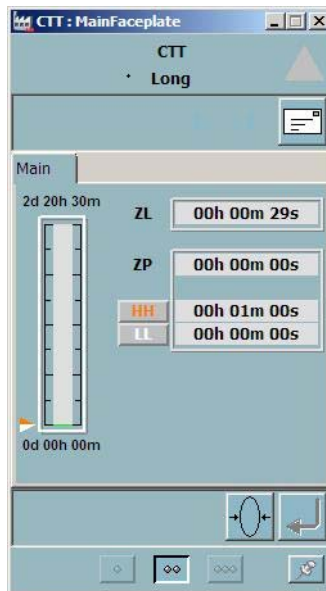 CTT : MainFaceplate
CTT
Long
Main
2d 20h 30m
ZL 00h 00m 29s
ZP 00h 00m 00s
HH 00h 01m 00s
LL 00h 00m 00s
0d 00h 00m